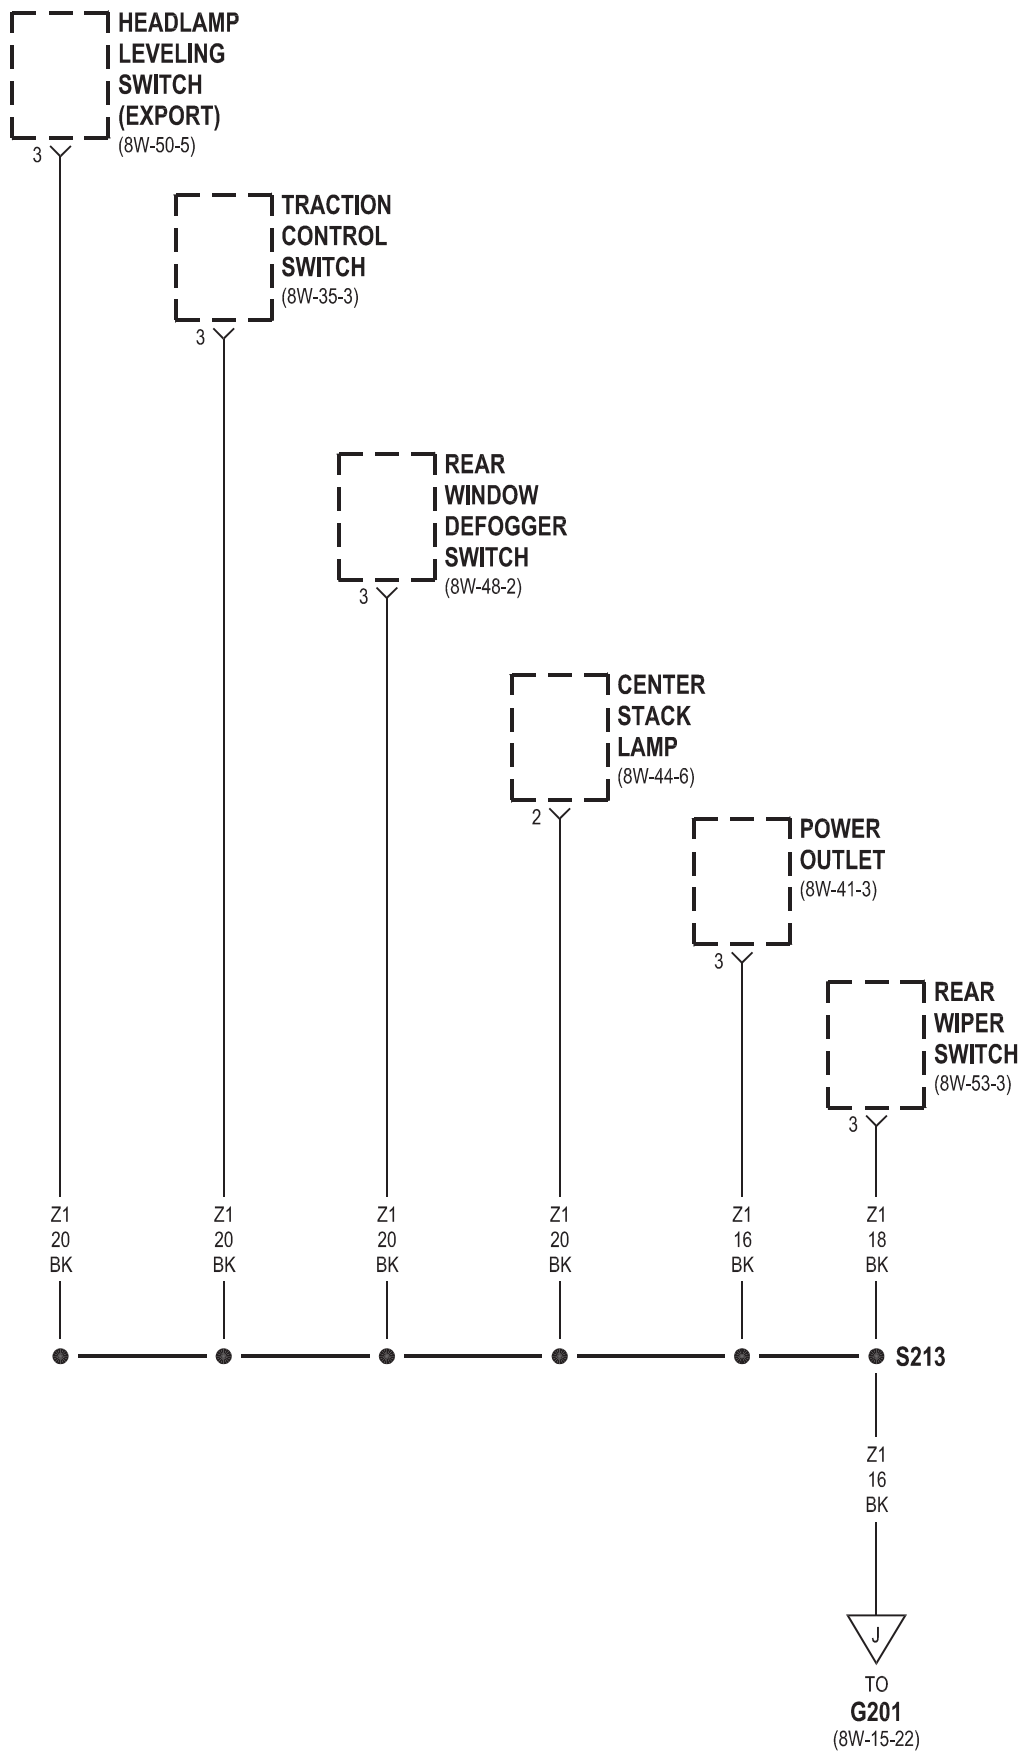 HEADLAMP
LEVELING
SWITCH
(EXPORT)
(8W-50-5)
3
TRACTION
CONTROL
SWITCH
(8W-35-3)
3
REAR
WINDOW
DEFOGGER
SWITCH
(8W-48-2)
3
CENTER
STACK
LAMP
(8W-44-6)
2
POWER
OUTLET
(8W-41-3)
3
REAR
WIPER
SWITCH
(8W-53-3)
3
Z1
20
BK
Z1
20
BK
Z1
20
BK
Z1
20
BK
Z1
16
BK
Z1
18
BK
S213
Z1
16
BK
J
TO
G201
(8W-15-22)